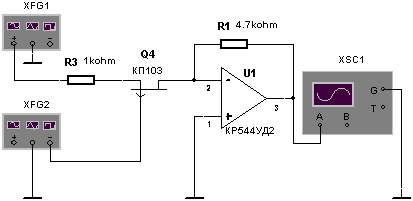 XFG1
R1 4.7kohm
R3 1kohm
Q4
КП103
U1
XSC1
2
-
3
1
+
КР544УД2
G
T
A B
XFG2
+ -
+ -